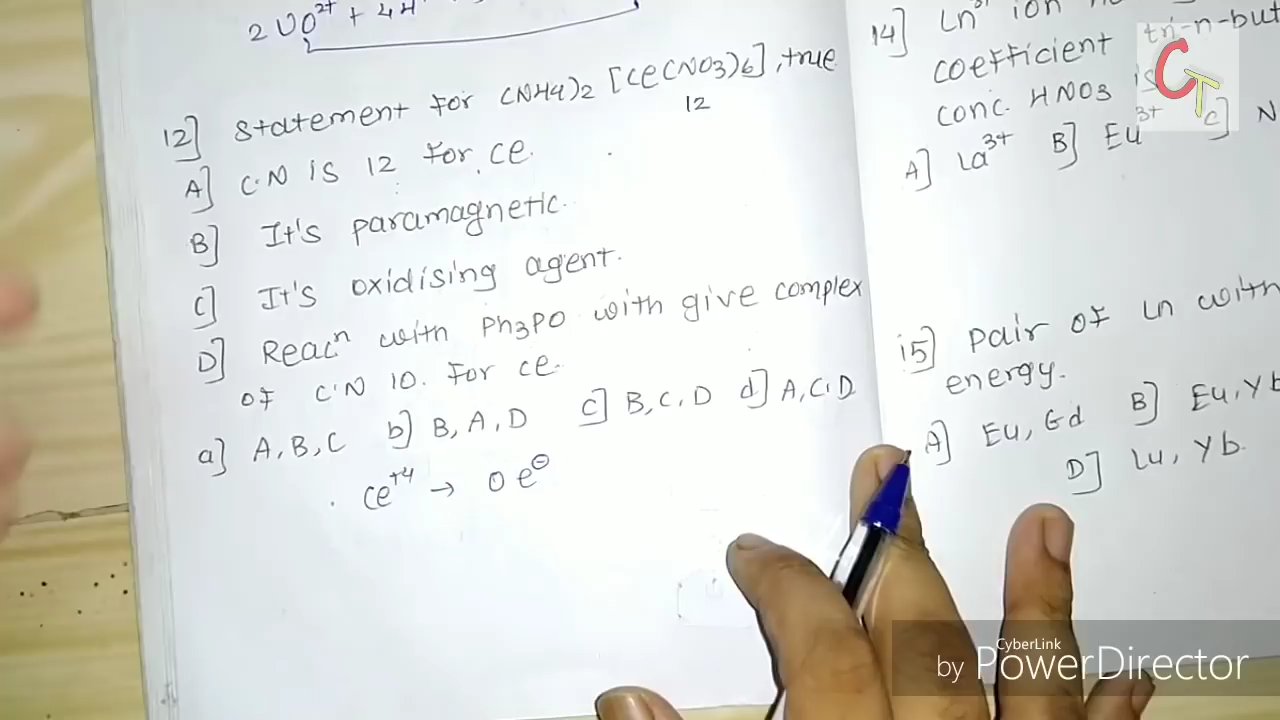 2 UO²⁺ + 4H⁺
12] Statement for (NH4)2 [Ce(NO3)6], true
12
A] C.N is 12 for Ce.
B] It's paramagnetic.
C] It's oxidising agent.
D] Reacⁿ with Ph3PO with give complex
of C.N 10. for Ce.
a] A, B, C b] B, A, D c] B, C, D d] A, C, D
Ce⁺⁴ → 0 e⊖
14] Ln³⁺ ion
coefficient tri-n-but
conc. HNO3 is
A] La³⁺ B] Eu³⁺ C] N
15] Pair of Ln with
energy.
A] Eu, Gd B] Eu, Yb
D] Lu, Yb.
CT
CyberLink
by PowerDirector